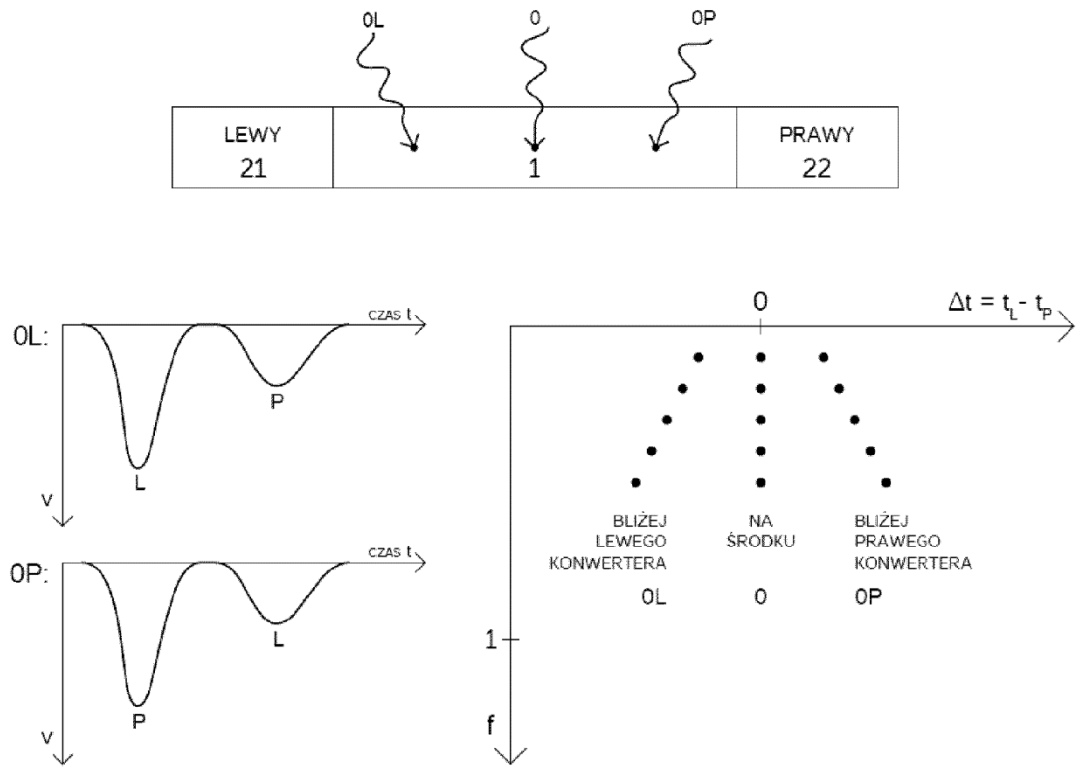 0L
0
0P
LEWY
21
1
PRAWY
22
0L:
CZAS t
P
L
v
0P:
CZAS t
L
P
v
0
Δt = tL - tP
BLIŻEJ
LEWEGO
KONWERTERA
0L
NA
ŚRODKU
0
BLIŻEJ
PRAWEGO
KONWERTERA
0P
1
f